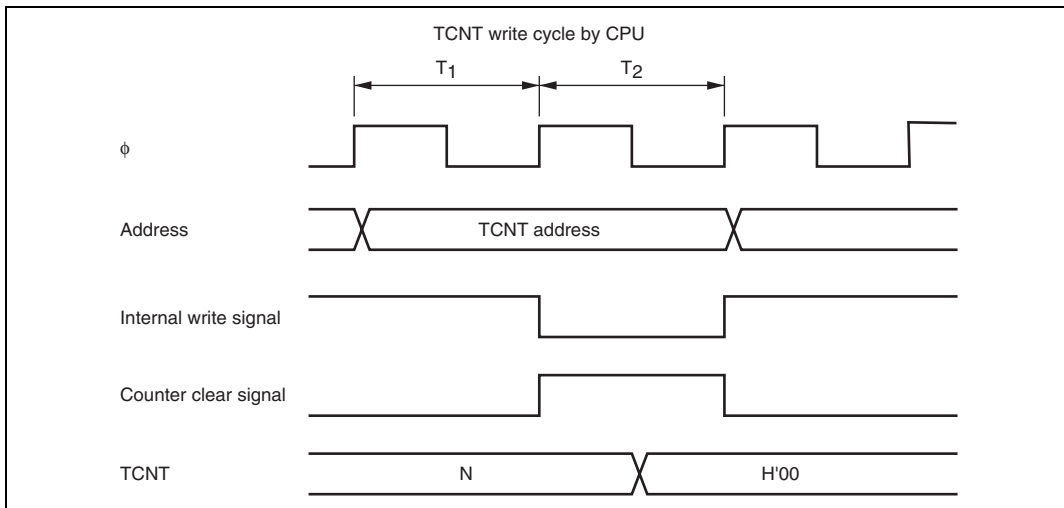 TCNT write cycle by CPU
T1 T2
ϕ
Address TCNT address
Internal write signal
Counter clear signal
TCNT N H'00